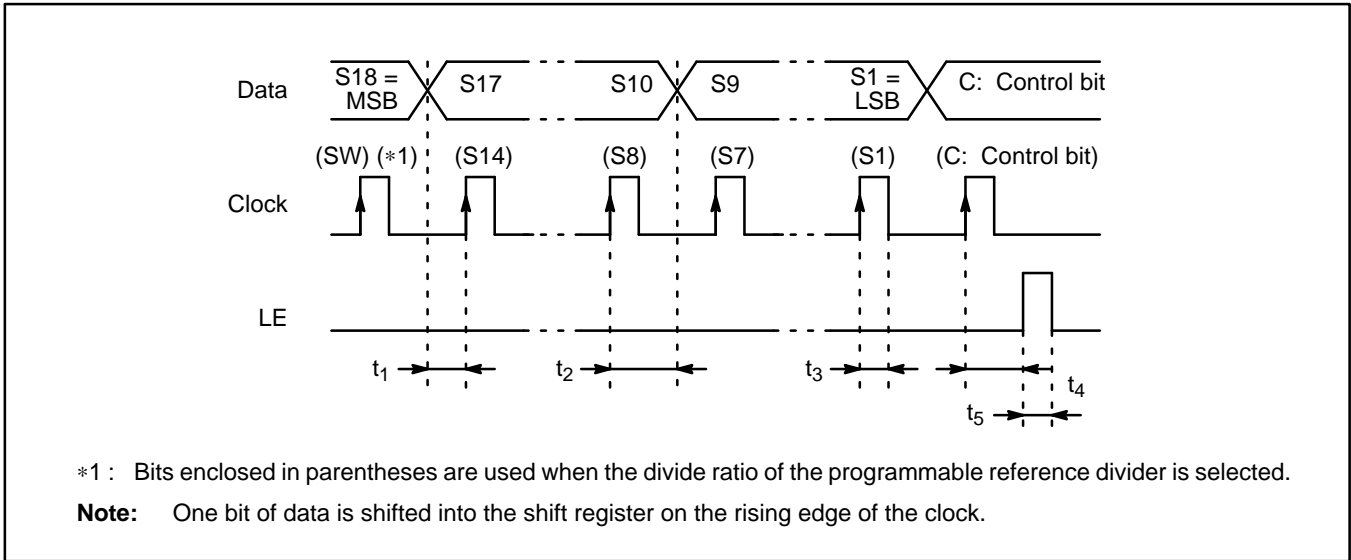 Data
S18 =
MSB
S17
S10
S9
S1 =
LSB
C: Control bit
(SW) (∗1)
(S14)
(S8)
(S7)
(S1)
(C: Control bit)
Clock
LE
t1
t2
t3
t4
t5
∗1 : Bits enclosed in parentheses are used when the divide ratio of the programmable reference divider is selected.
Note: One bit of data is shifted into the shift register on the rising edge of the clock.